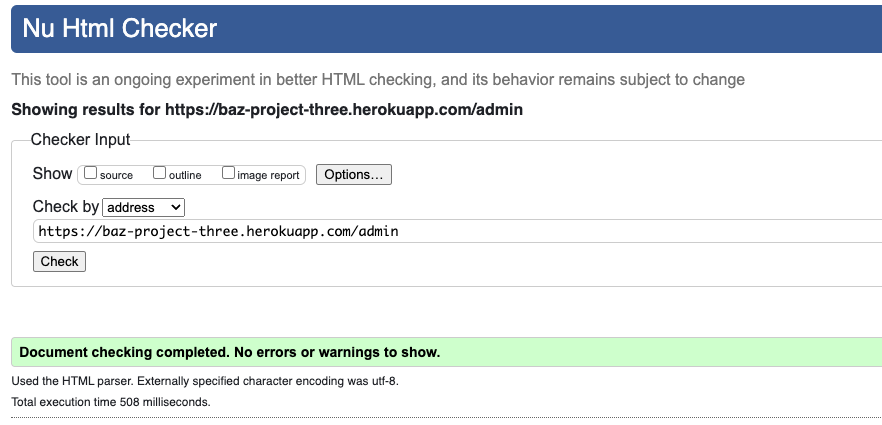 Nu Html Checker
This tool is an ongoing experiment in better HTML checking, and its behavior remains subject to change
Showing results for https://baz-project-three.herokuapp.com/admin
Checker Input
Show source outline image report Options...
Check by address
https://baz-project-three.herokuapp.com/admin
Check
Document checking completed. No errors or warnings to show.
Used the HTML parser. Externally specified character encoding was utf-8.
Total execution time 508 milliseconds.